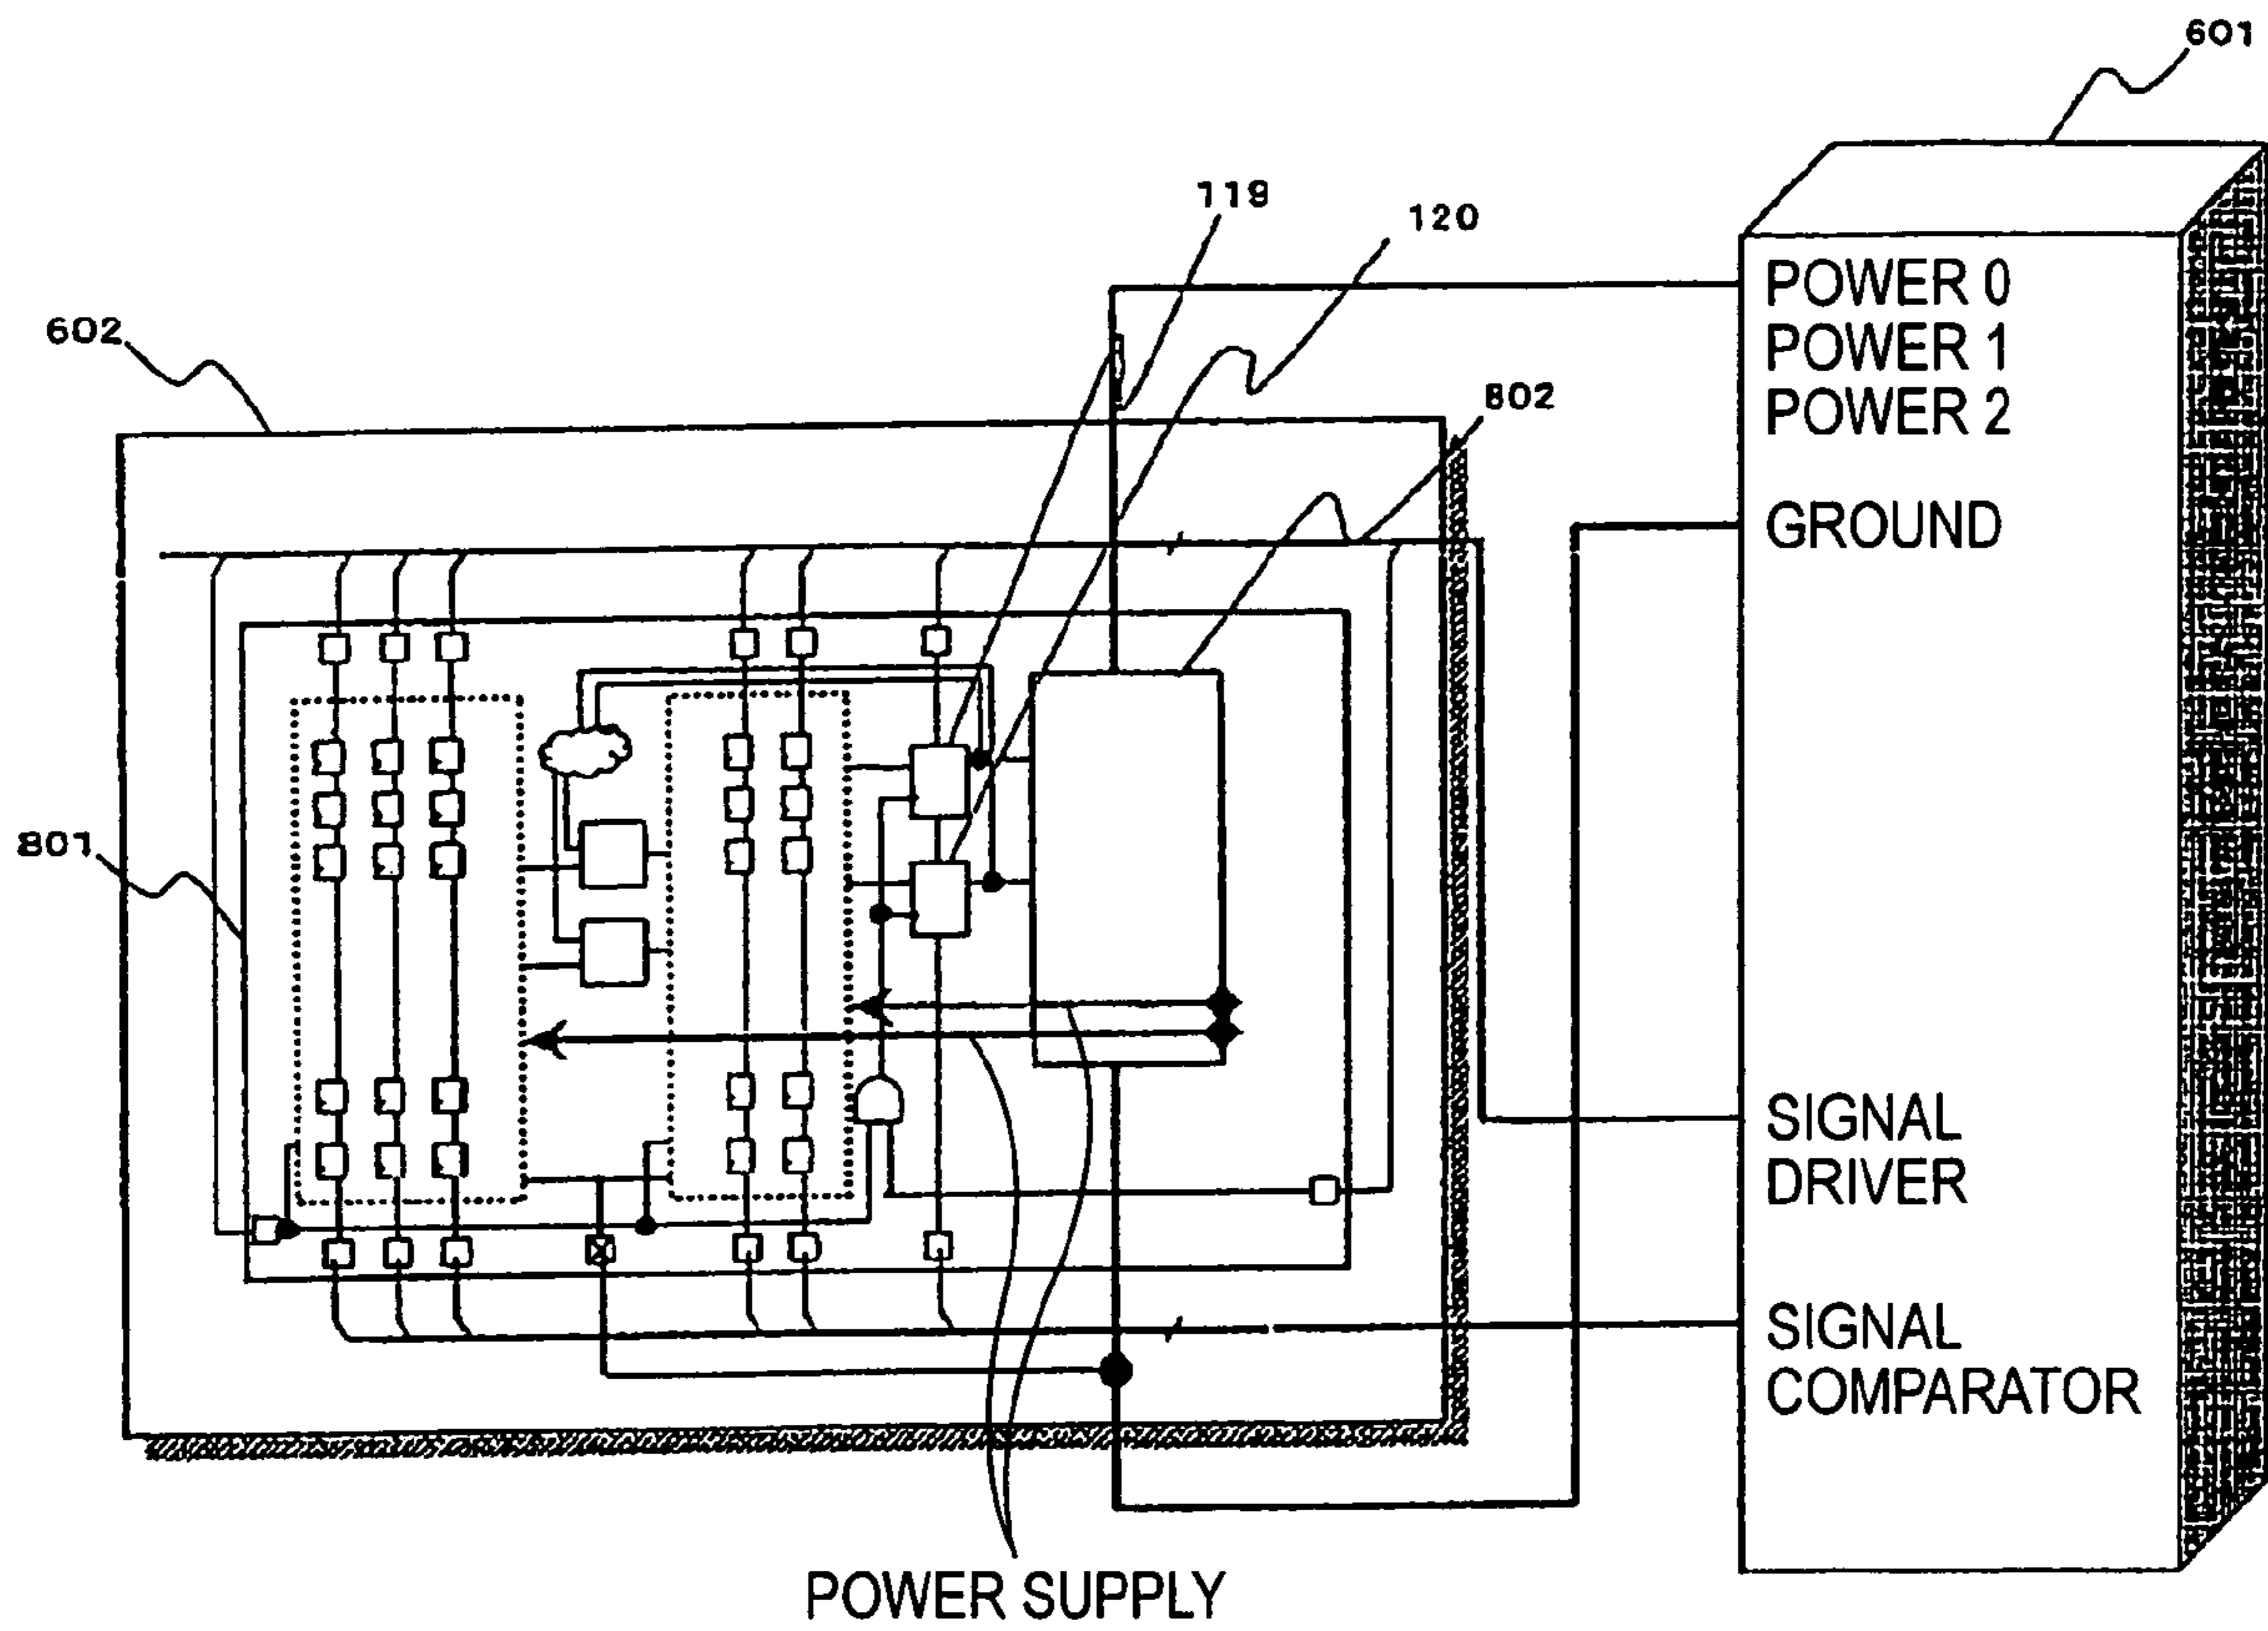 601
119
120
POWER 0
602
POWER 1
802
POWER 2
GROUND
801
SIGNAL
DRIVER
SIGNAL
COMPARATOR
POWER SUPPLY